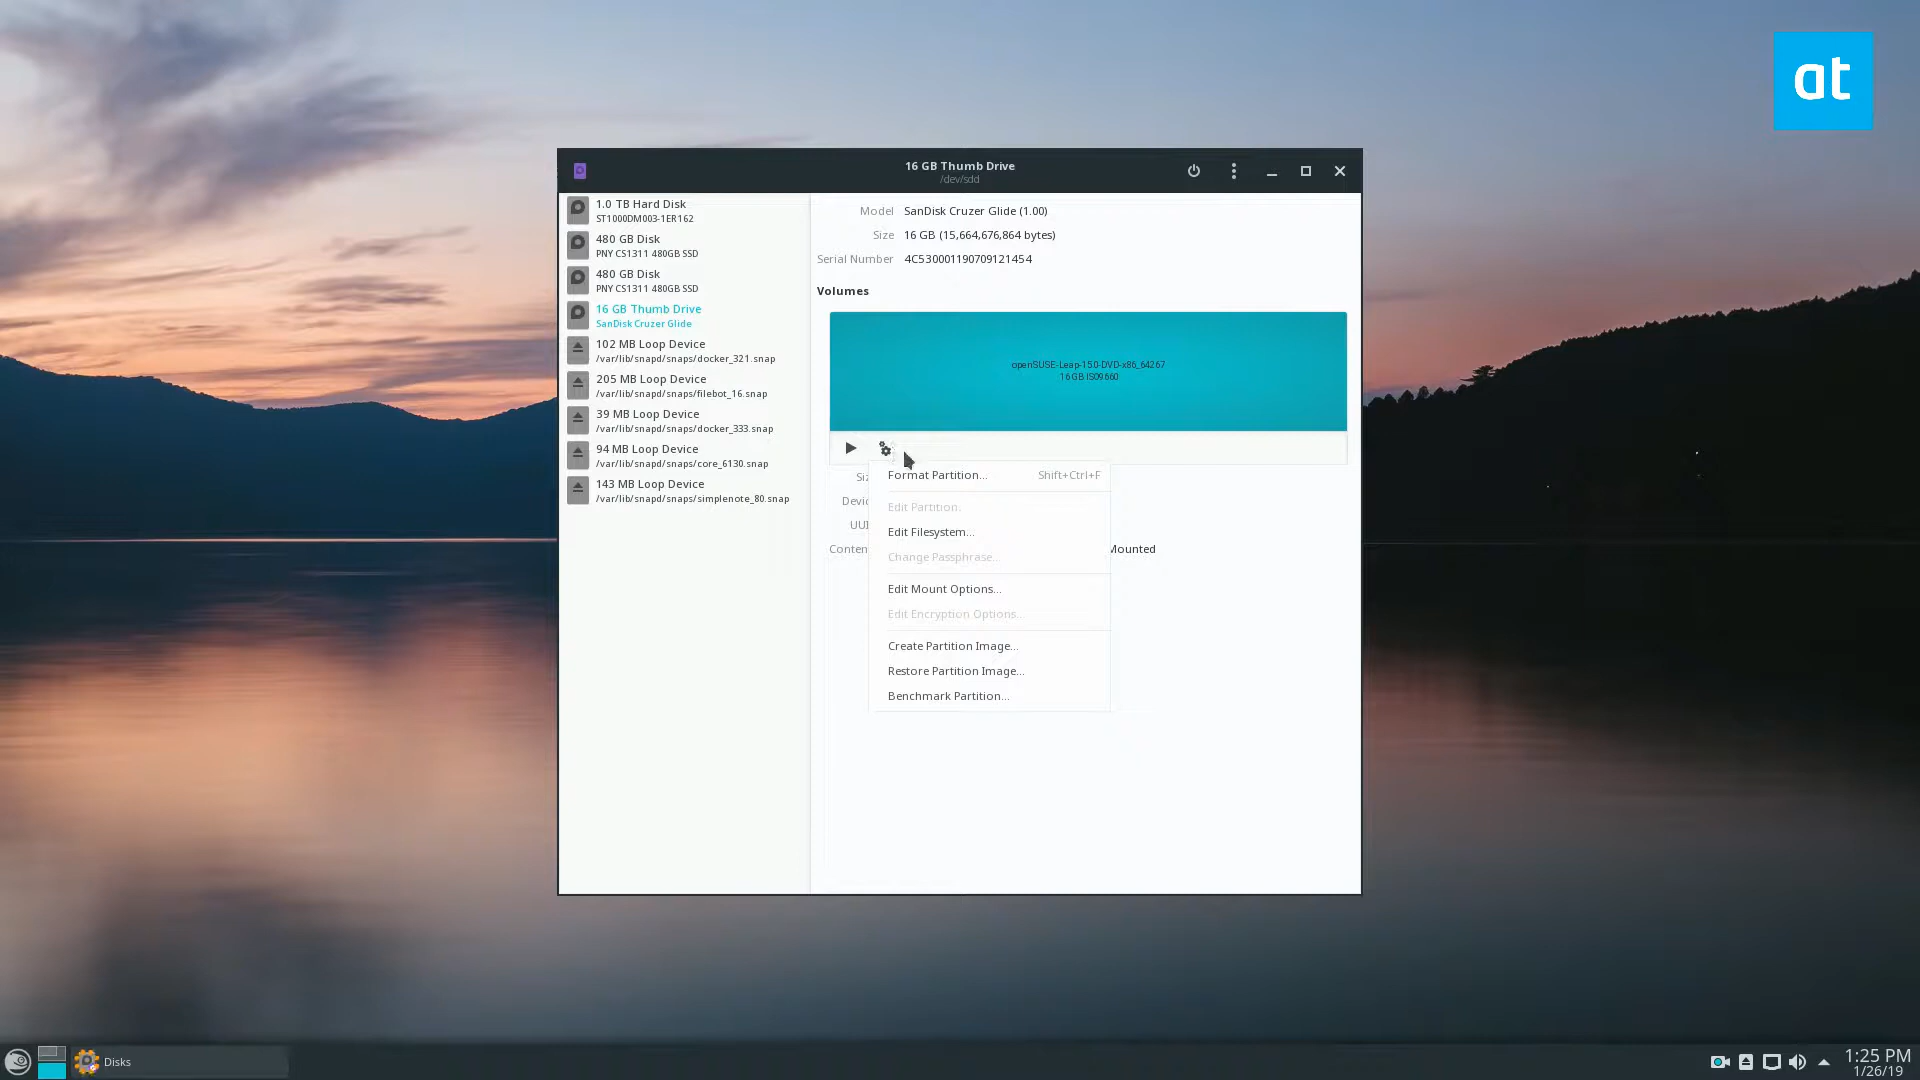 at
16 GB Thumb Drive
/dev/sdd
1.0 TB Hard Disk
ST1000DM003-1ER162
480 GB Disk
PNY CS1311 480GB SSD
480 GB Disk
PNY CS1311 480GB SSD
16 GB Thumb Drive
SanDisk Cruzer Glide
102 MB Loop Device
/var/lib/snapd/snaps/docker_321.snap
205 MB Loop Device
/var/lib/snapd/snaps/filebot_16.snap
39 MB Loop Device
/var/lib/snapd/snaps/docker_333.snap
94 MB Loop Device
/var/lib/snapd/snaps/core_6130.snap
143 MB Loop Device
/var/lib/snapd/snaps/simplenote_80.snap
Model SanDisk Cruzer Glide (1.00)
Size 16 GB (15,664,676,864 bytes)
Serial Number 4C530001190709121454
Volumes
openSUSE-Leap-15.0-DVD-x86_64267
16 GB ISO9660
Siz
Devic
UUI
Conten
Mounted
Format Partition... Shift+Ctrl+F
Edit Partition...
Edit Filesystem...
Change Passphrase...
Edit Mount Options...
Edit Encryption Options...
Create Partition Image...
Restore Partition Image...
Benchmark Partition...
Disks
1:25 PM
1/26/19